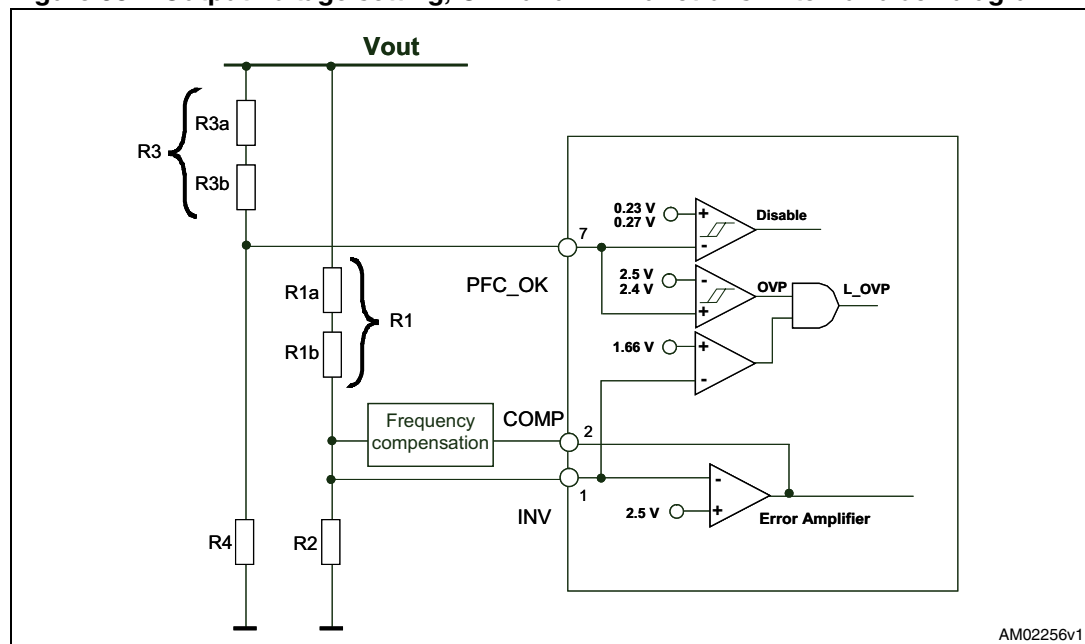 Vout
R3a
R3
R3b
0.23 V
0.27 V
+
-
Disable
7
PFC_OK
2.5 V
2.4 V
-
+
OVP
L_OVP
R1a
R1
R1b
1.66 V
+
-
Frequency
compensation
COMP
2
1
INV
-
2.5 V
+
Error Amplifier
R4
R2
AM02256v1